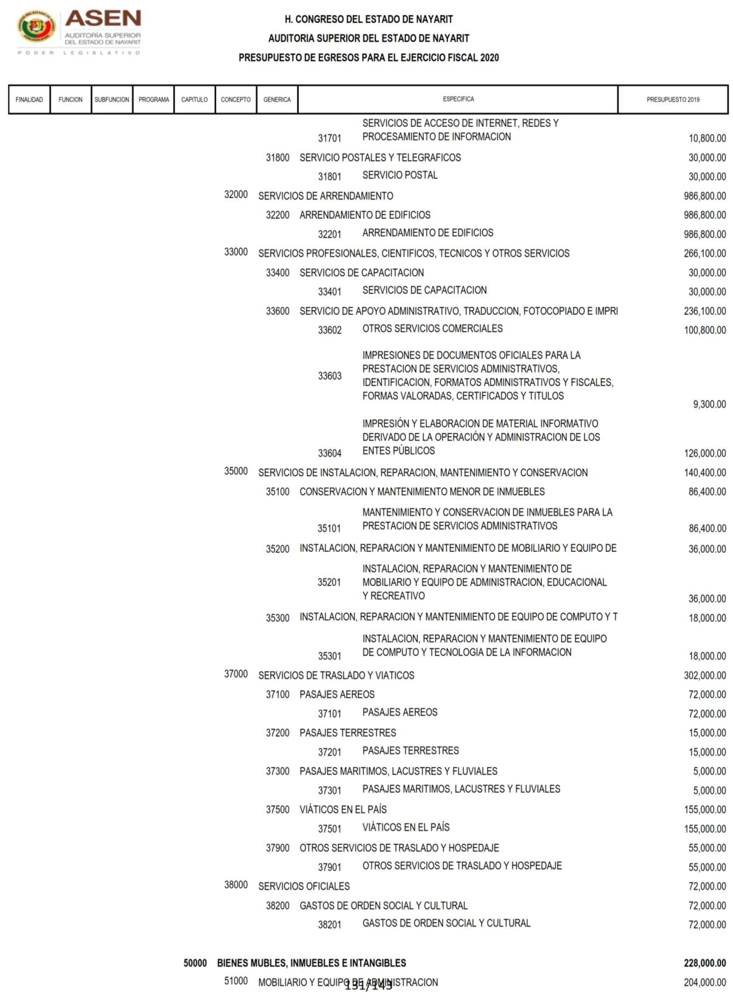 ASEN
AUDITORÍA SUPERIOR
DEL ESTADO DE NAYARIT
PODER LEGISLATIVO
H. CONGRESO DEL ESTADO DE NAYARIT
AUDITORIA SUPERIOR DEL ESTADO DE NAYARIT
PRESUPUESTO DE EGRESOS PARA EL EJERCICIO FISCAL 2020
FINALIDAD FUNCION SUBFUNCION PROGRAMA CAPITULO CONCEPTO GENERICA ESPECIFICA PRESUPUESTO 2019
SERVICIOS DE ACCESO DE INTERNET, REDES Y
31701 PROCESAMIENTO DE INFORMACION 10,800.00
31800 SERVICIO POSTALES Y TELEGRAFICOS 30,000.00
31801 SERVICIO POSTAL 30,000.00
32000 SERVICIOS DE ARRENDAMIENTO 986,800.00
32200 ARRENDAMIENTO DE EDIFICIOS 986,800.00
32201 ARRENDAMIENTO DE EDIFICIOS 986,800.00
33000 SERVICIOS PROFESIONALES, CIENTIFICOS, TECNICOS Y OTROS SERVICIOS 266,100.00
33400 SERVICIOS DE CAPACITACION 30,000.00
33401 SERVICIOS DE CAPACITACION 30,000.00
33600 SERVICIO DE APOYO ADMINISTRATIVO, TRADUCCION, FOTOCOPIADO E IMPRI 236,100.00
33602 OTROS SERVICIOS COMERCIALES 100,800.00
IMPRESIONES DE DOCUMENTOS OFICIALES PARA LA
PRESTACION DE SERVICIOS ADMINISTRATIVOS,
33603 IDENTIFICACION, FORMATOS ADMINISTRATIVOS Y FISCALES,
FORMAS VALORADAS, CERTIFICADOS Y TITULOS 9,300.00
IMPRESIÓN Y ELABORACION DE MATERIAL INFORMATIVO
DERIVADO DE LA OPERACIÓN Y ADMINISTRACION DE LOS
33604 ENTES PÚBLICOS 126,000.00
35000 SERVICIOS DE INSTALACION, REPARACION, MANTENIMIENTO Y CONSERVACION 140,400.00
35100 CONSERVACION Y MANTENIMIENTO MENOR DE INMUEBLES 86,400.00
MANTENIMIENTO Y CONSERVACION DE INMUEBLES PARA LA
35101 PRESTACION DE SERVICIOS ADMINISTRATIVOS 86,400.00
35200 INSTALACION, REPARACION Y MANTENIMIENTO DE MOBILIARIO Y EQUIPO DE 36,000.00
INSTALACION, REPARACION Y MANTENIMIENTO DE
35201 MOBILIARIO Y EQUIPO DE ADMINISTRACION, EDUCACIONAL
Y RECREATIVO 36,000.00
35300 INSTALACION, REPARACION Y MANTENIMIENTO DE EQUIPO DE COMPUTO Y T 18,000.00
INSTALACION, REPARACION Y MANTENIMIENTO DE EQUIPO
35301 DE COMPUTO Y TECNOLOGIA DE LA INFORMACION 18,000.00
37000 SERVICIOS DE TRASLADO Y VIATICOS 302,000.00
37100 PASAJES AEREOS 72,000.00
37101 PASAJES AEREOS 72,000.00
37200 PASAJES TERRESTRES 15,000.00
37201 PASAJES TERRESTRES 15,000.00
37300 PASAJES MARITIMOS, LACUSTRES Y FLUVIALES 5,000.00
37301 PASAJES MARITIMOS, LACUSTRES Y FLUVIALES 5,000.00
37500 VIÁTICOS EN EL PAÍS 155,000.00
37501 VIÁTICOS EN EL PAÍS 155,000.00
37900 OTROS SERVICIOS DE TRASLADO Y HOSPEDAJE 55,000.00
37901 OTROS SERVICIOS DE TRASLADO Y HOSPEDAJE 55,000.00
38000 SERVICIOS OFICIALES 72,000.00
38200 GASTOS DE ORDEN SOCIAL Y CULTURAL 72,000.00
38201 GASTOS DE ORDEN SOCIAL Y CULTURAL 72,000.00
50000 BIENES MUBLES, INMUEBLES E INTANGIBLES 228,000.00
51000 MOBILIARIO Y EQUIPO DE ADMINISTRACION 204,000.00
131/143